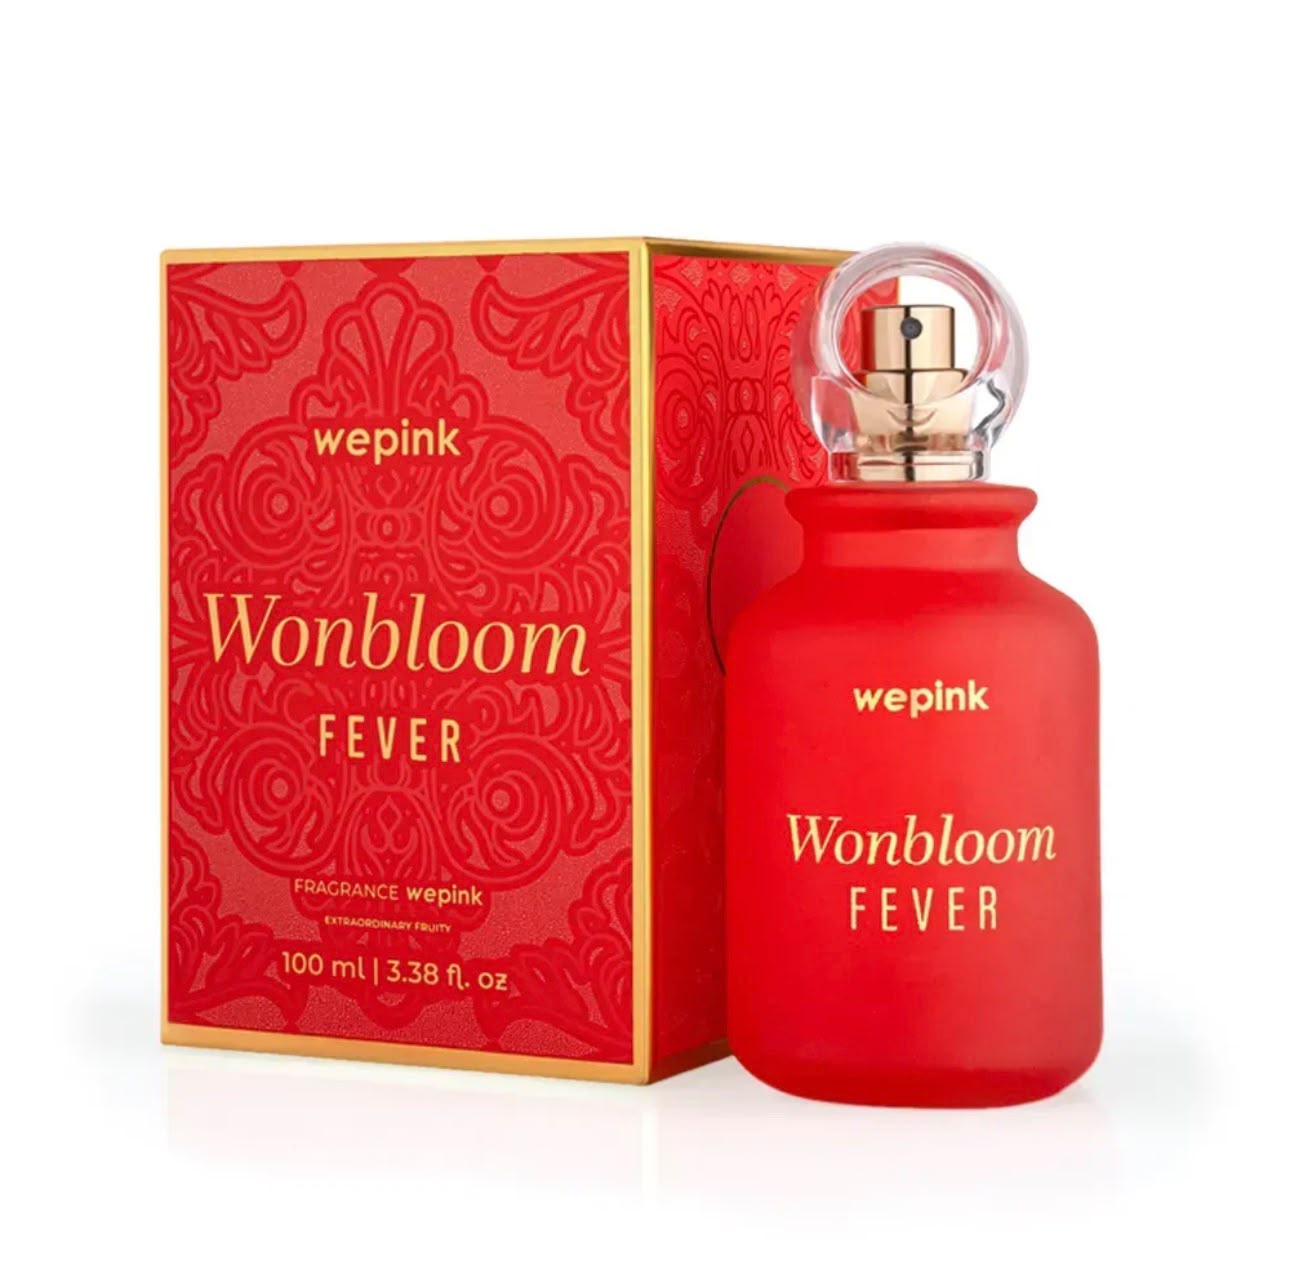 wepink
Wonbloom
FEVER
FRAGRANCE wepink
EXTRAORDINARY FRUITY
100 ml | 3.38 fl. oz
wepink
Wonbloom
FEVER